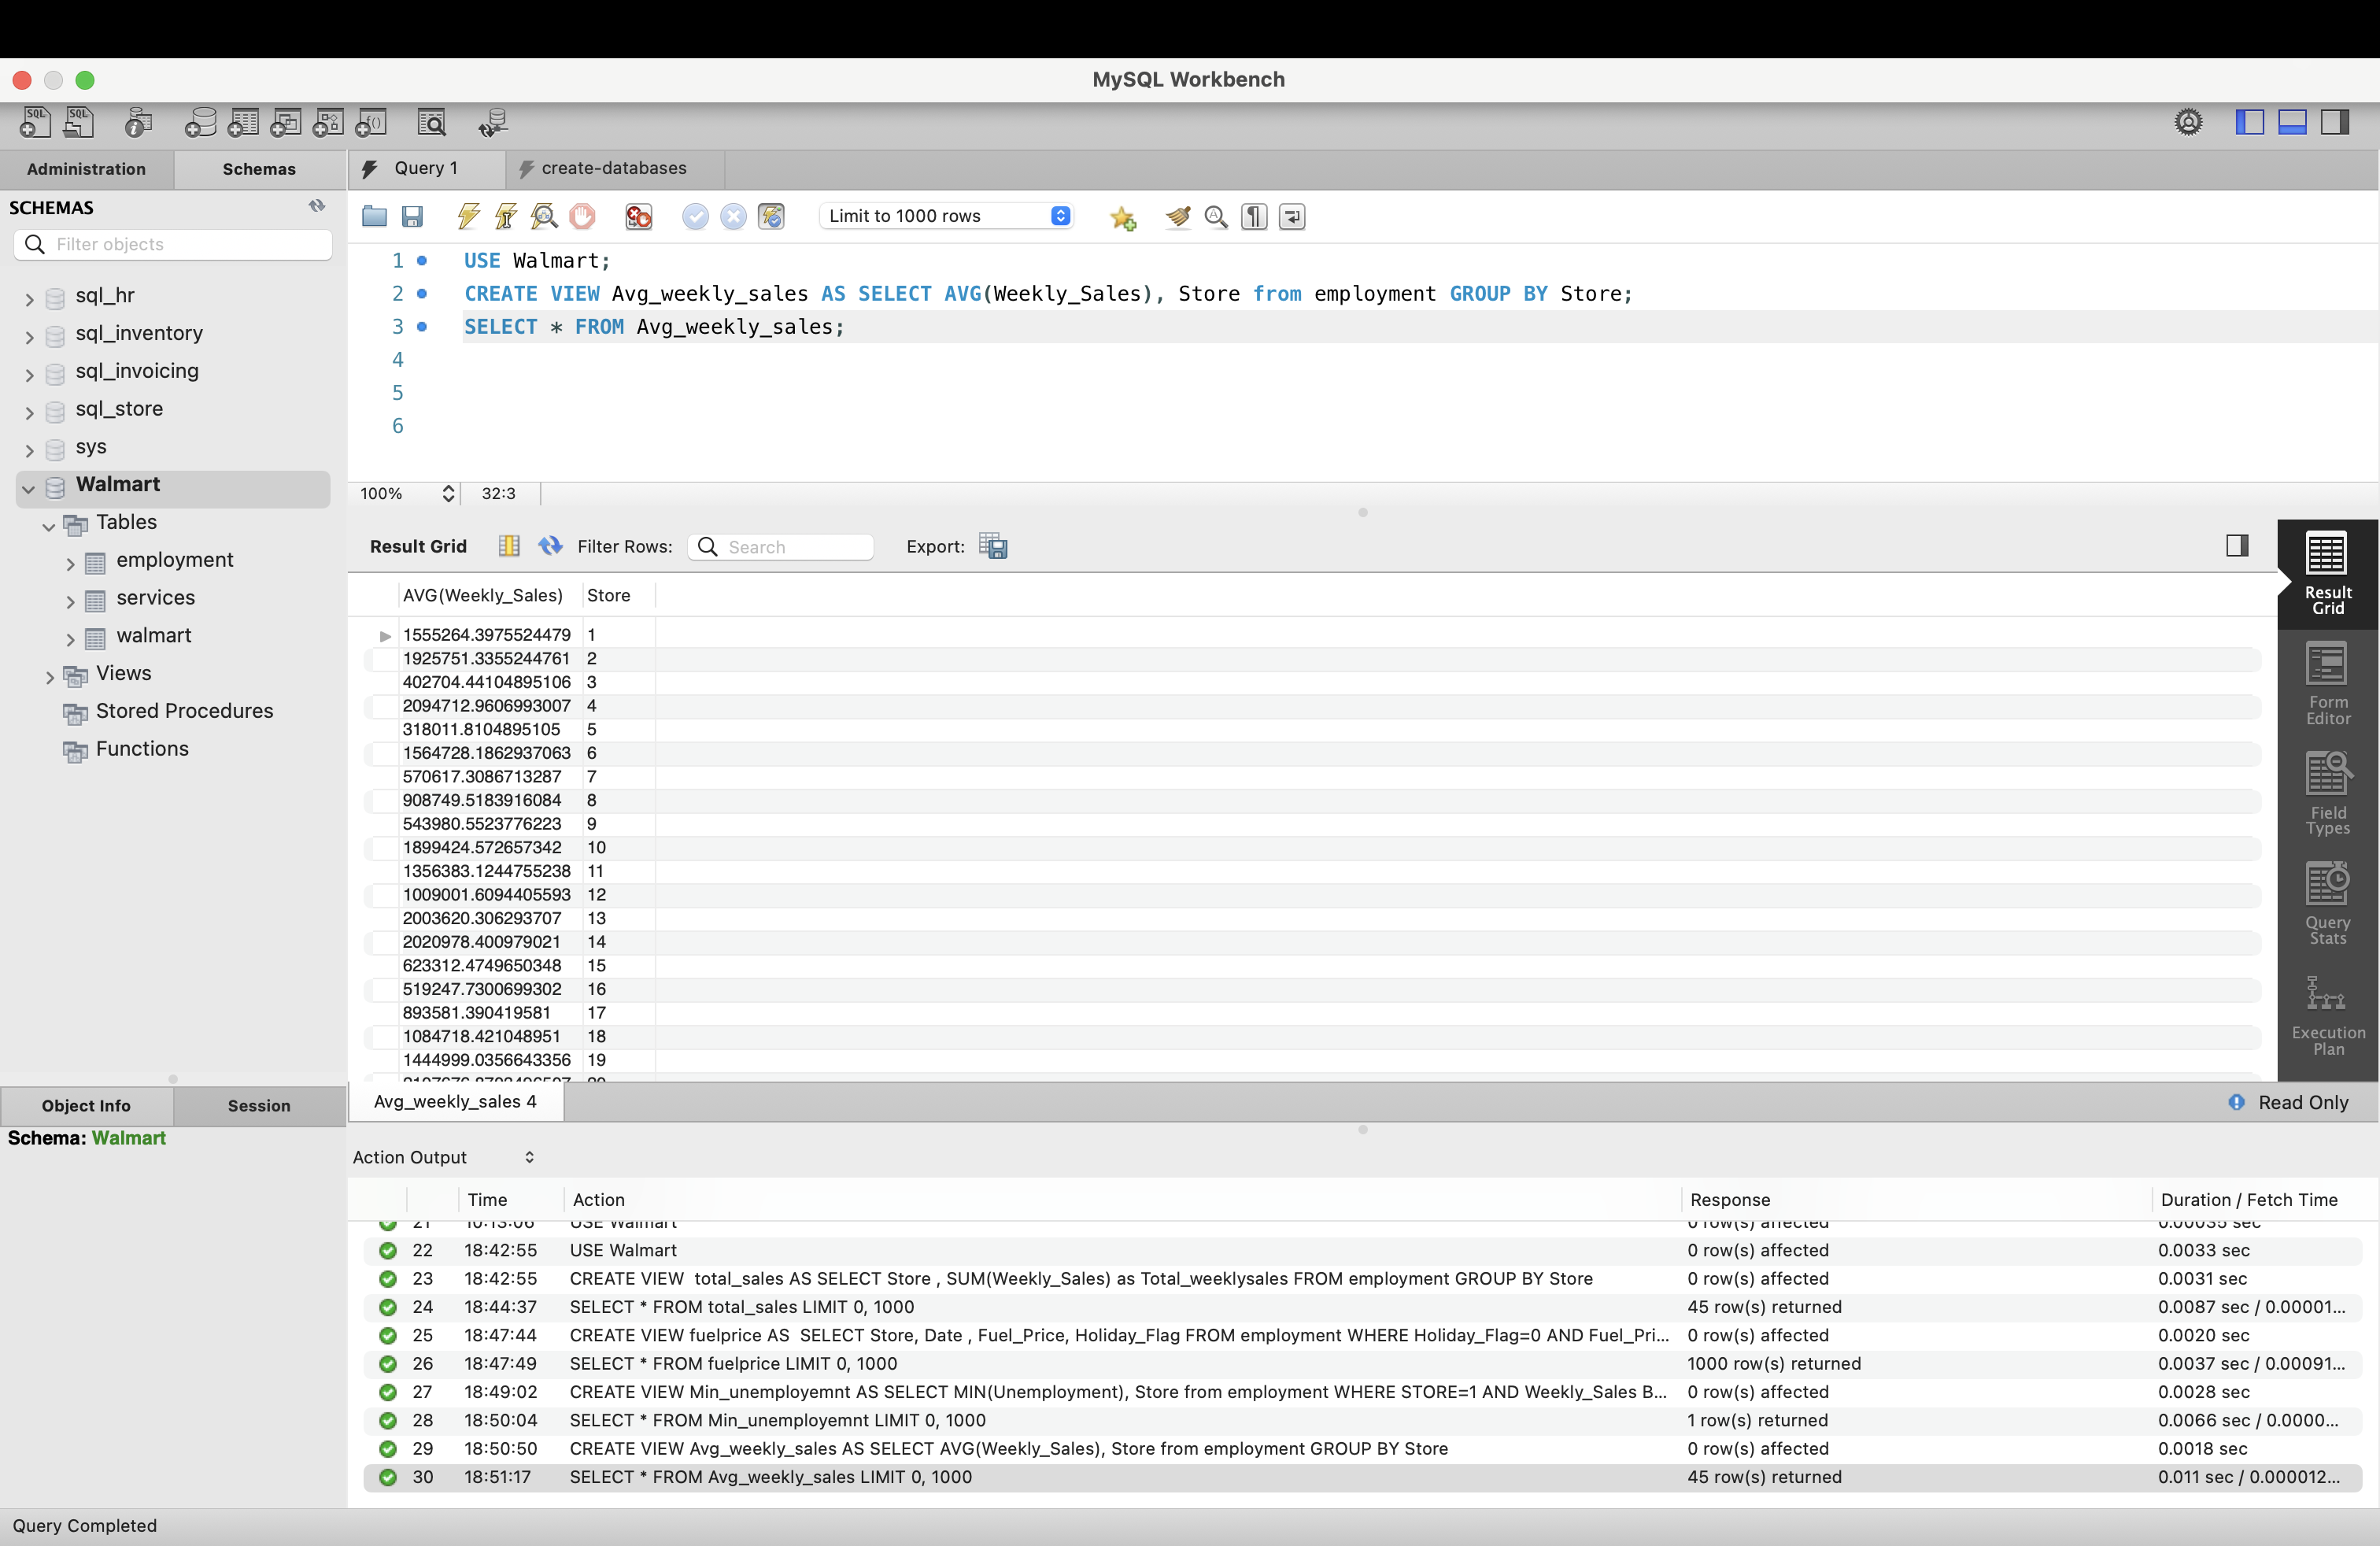 MySQL Workbench
SQL SQL
Administration Schemas Query 1 create-databases
SCHEMAS
Filter objects
Limit to 1000 rows
sql_hr
sql_inventory
sql_invoicing
sql_store
sys
Walmart
Tables
employment
services
walmart
Views
Stored Procedures
Functions
1 USE Walmart;
2 CREATE VIEW Avg_weekly_sales AS SELECT AVG(Weekly_Sales), Store from employment GROUP BY Store;
3 SELECT * FROM Avg_weekly_sales;
4
5
6
100% 32:3
Result Grid Filter Rows: Search Export:
AVG(Weekly_Sales) Store
1555264.3975524479 1
1925751.3355244761 2
402704.44104895106 3
2094712.9606993007 4
318011.8104895105 5
1564728.1862937063 6
570617.3086713287 7
908749.5183916084 8
543980.5523776223 9
1899424.572657342 10
1356383.1244755238 11
1009001.6094405593 12
2003620.306293707 13
2020978.400979021 14
623312.4749650348 15
519247.7300699302 16
893581.390419581 17
1084718.421048951 18
1444999.0356643356 19
Result
Grid
Form
Editor
Field
Types
Query
Stats
Execution
Plan
Object Info Session
Schema: Walmart
Avg_weekly_sales 4 Read Only
Action Output
Time Action Response Duration / Fetch Time
21 USE Walmart 0 row(s) affected 0.00035 sec
22 18:42:55 USE Walmart 0 row(s) affected 0.0033 sec
23 18:42:55 CREATE VIEW  total_sales AS SELECT Store , SUM(Weekly_Sales) as Total_weeklysales FROM employment GROUP BY Store 0 row(s) affected 0.0031 sec
24 18:44:37 SELECT * FROM total_sales LIMIT 0, 1000 45 row(s) returned 0.0087 sec / 0.00001...
25 18:47:44 CREATE VIEW fuelprice AS  SELECT Store, Date , Fuel_Price, Holiday_Flag FROM employment WHERE Holiday_Flag=0 AND Fuel_Pri... 0 row(s) affected 0.0020 sec
26 18:47:49 SELECT * FROM fuelprice LIMIT 0, 1000 1000 row(s) returned 0.0037 sec / 0.00091...
27 18:49:02 CREATE VIEW Min_unemployemnt AS SELECT MIN(Unemployment), Store from employment WHERE STORE=1 AND Weekly_Sales B... 0 row(s) affected 0.0028 sec
28 18:50:04 SELECT * FROM Min_unemployemnt LIMIT 0, 1000 1 row(s) returned 0.0066 sec / 0.0000...
29 18:50:50 CREATE VIEW Avg_weekly_sales AS SELECT AVG(Weekly_Sales), Store from employment GROUP BY Store 0 row(s) affected 0.0018 sec
30 18:51:17 SELECT * FROM Avg_weekly_sales LIMIT 0, 1000 45 row(s) returned 0.011 sec / 0.000012...
Query Completed